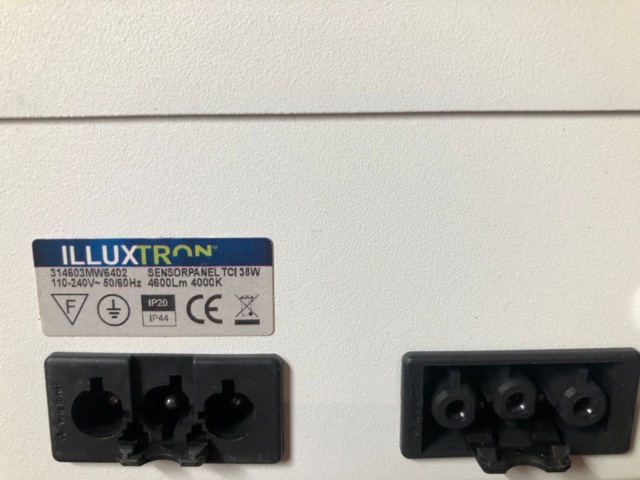 ILLUXTRON
314603MW6402 SENSORPANEL TCI 38W
110-240V~ 50/60Hz 4600Lm 4000K
F IP20 CE
IP44